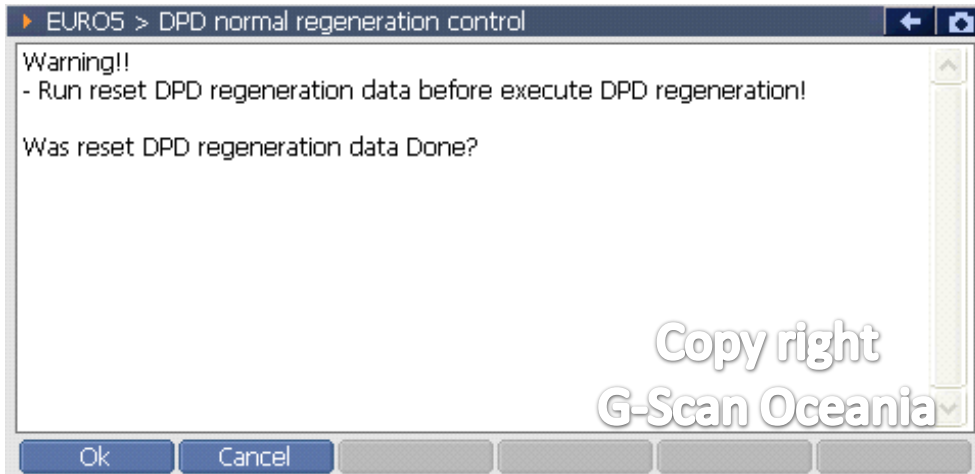 EURO5 > DPD normal regeneration control
Warning!!
- Run reset DPD regeneration data before execute DPD regeneration!
Was reset DPD regeneration data Done?
Copy right
G-Scan Oceania
Ok Cancel